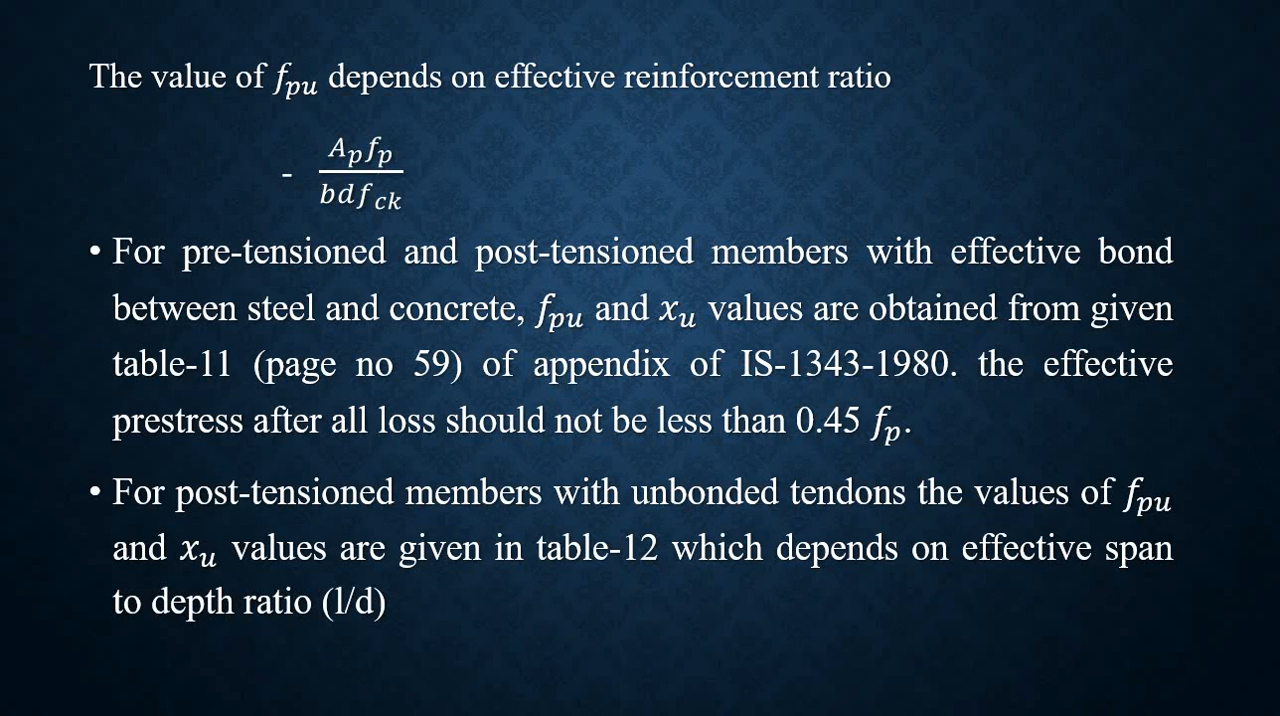 The value of f_pu depends on effective reinforcement ratio
- A_p f_p / b d f_ck
• For pre-tensioned and post-tensioned members with effective bond
between steel and concrete, f_pu and x_u values are obtained from given
table-11 (page no 59) of appendix of IS-1343-1980. the effective
prestress after all loss should not be less than 0.45 f_p.
• For post-tensioned members with unbonded tendons the values of f_pu
and x_u values are given in table-12 which depends on effective span
to depth ratio (l/d)